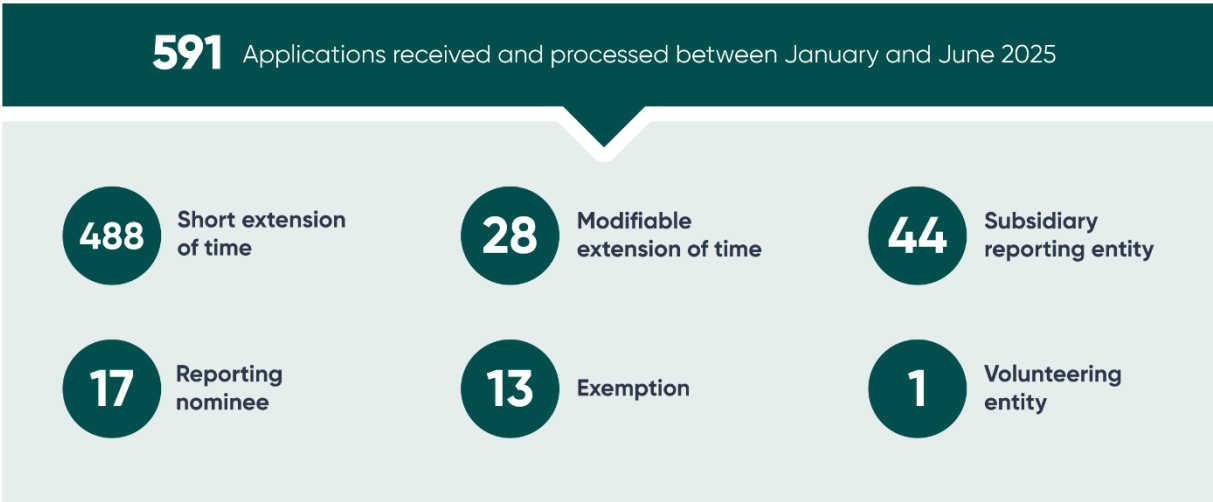 591 Applications received and processed between January and June 2025
488
Short extension
of time
28
Modifiable
extension of time
44
Subsidiary
reporting entity
17
Reporting
nominee
13
Exemption
1
Volunteering
entity